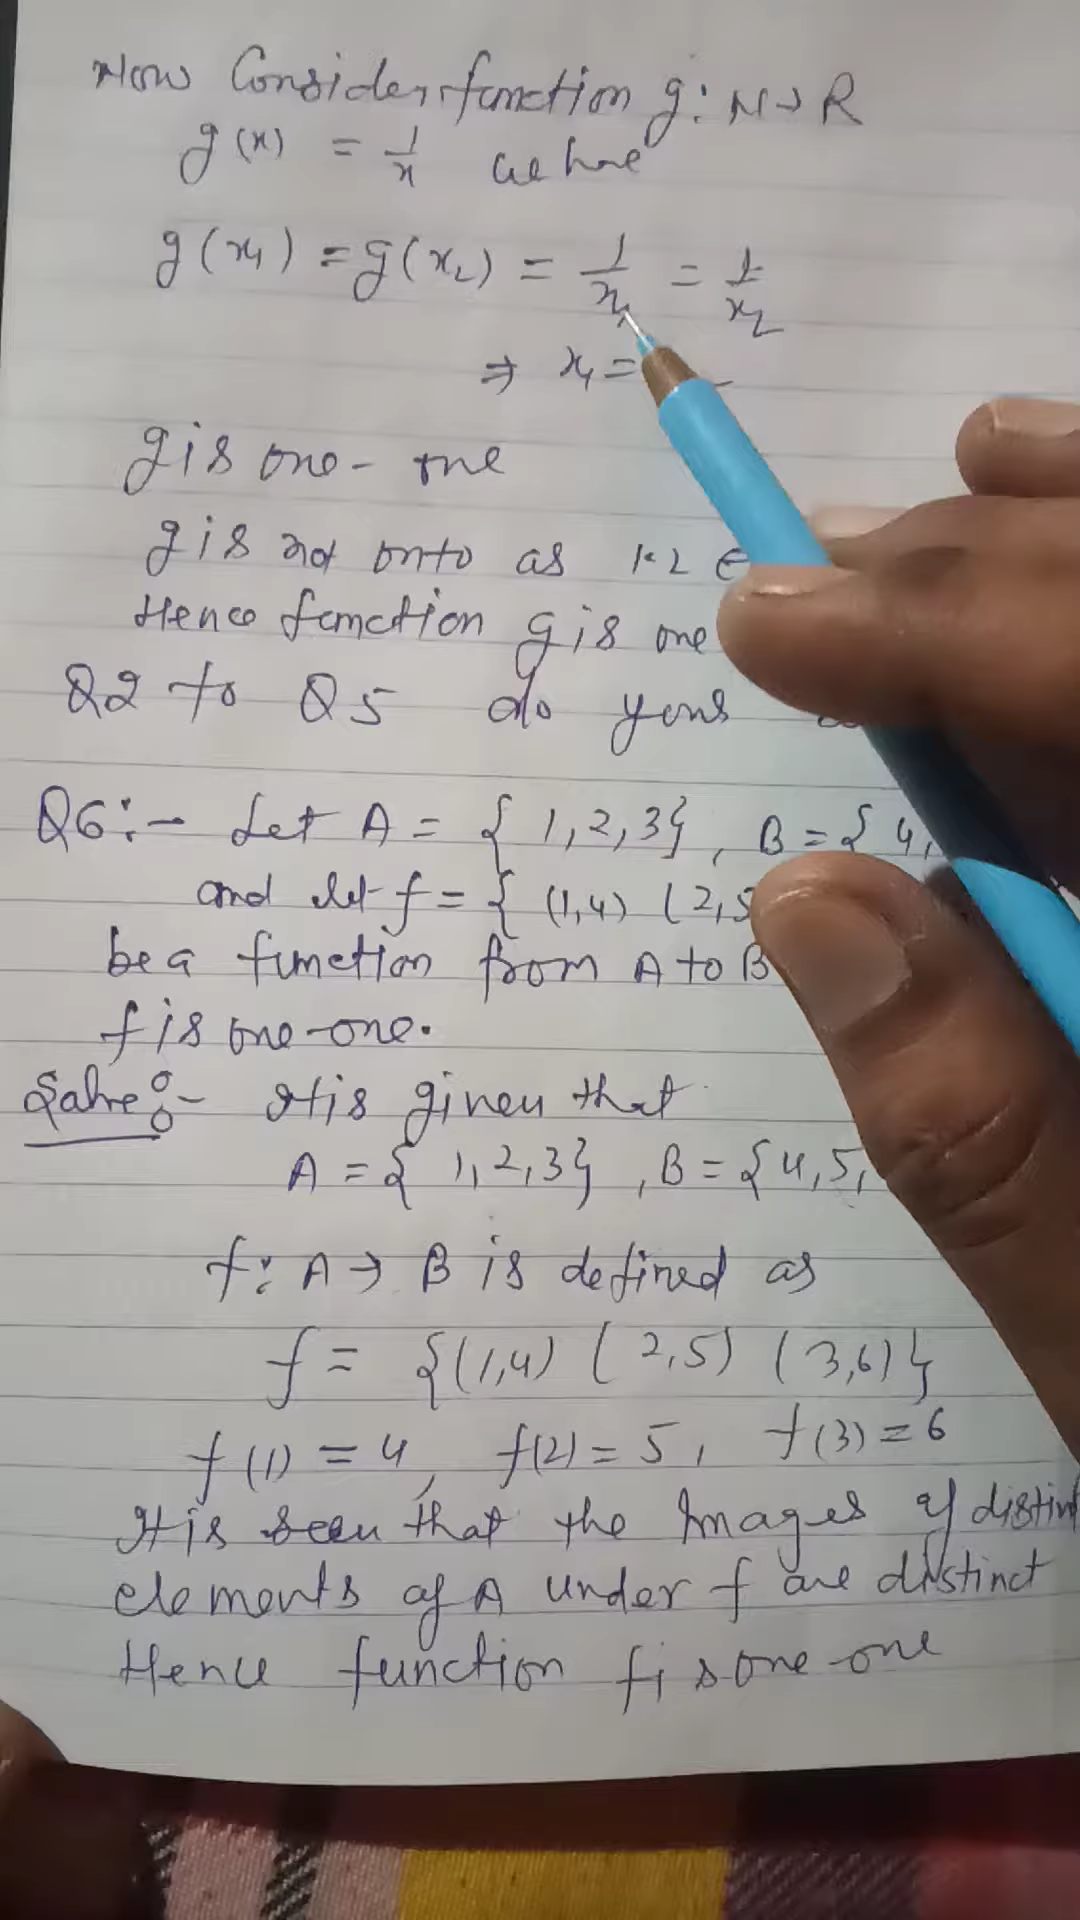 Now Consider function g: N→R
g(x) = 1/x we have
g(x1) = g(x2) = 1/x1 = 1/x2
⇒ x1 =
g is one-one
g is not onto as 1.2 ∈
Hence function g is one
Q2 to Q5 do yours
Q6:- Let A = { 1, 2, 3}, B = { 4,
and let f = { (1,4) (2,5
be a function from A to B
f is one-one.
Solve:- It is given that
A = { 1, 2, 3}, B = {4,5,
f: A → B is defined as
f = {(1,4) (2,5) (3,6)}
f(1) = 4, f(2) = 5, f(3) = 6
It is seen that the Images of distinct
elements of A under f are distinct
Hence function f is one-one